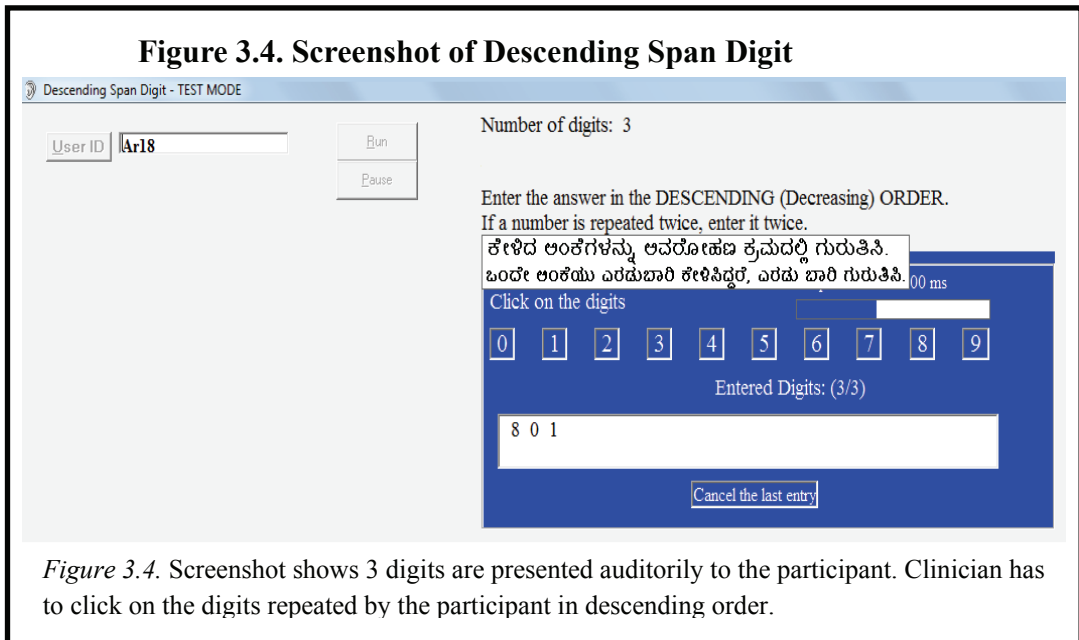 Figure 3.4. Screenshot of Descending Span Digit
Descending Span Digit - TEST MODE
User ID Ar18
Run
Pause
Number of digits: 3
Enter the answer in the DESCENDING (Decreasing) ORDER.
If a number is repeated twice, enter it twice.
ಕೇಳಿದ ಅಂಕೆಗಳನ್ನು ಅವರೋಹಣ ಕ್ರಮದಲ್ಲಿ ಗುರುತಿಸಿ.
ಒಂದೇ ಅಂಕೆಯು ಎರಡುಬಾರಿ ಕೇಳಿಸಿದ್ದರೆ, ಎರಡು ಬಾರಿ ಗುರುತಿಸಿ.
00 ms
Click on the digits
0 1 2 3 4 5 6 7 8 9
Entered Digits: (3/3)
8 0 1
Cancel the last entry
Figure 3.4. Screenshot shows 3 digits are presented auditorily to the participant. Clinician has
to click on the digits repeated by the participant in descending order.